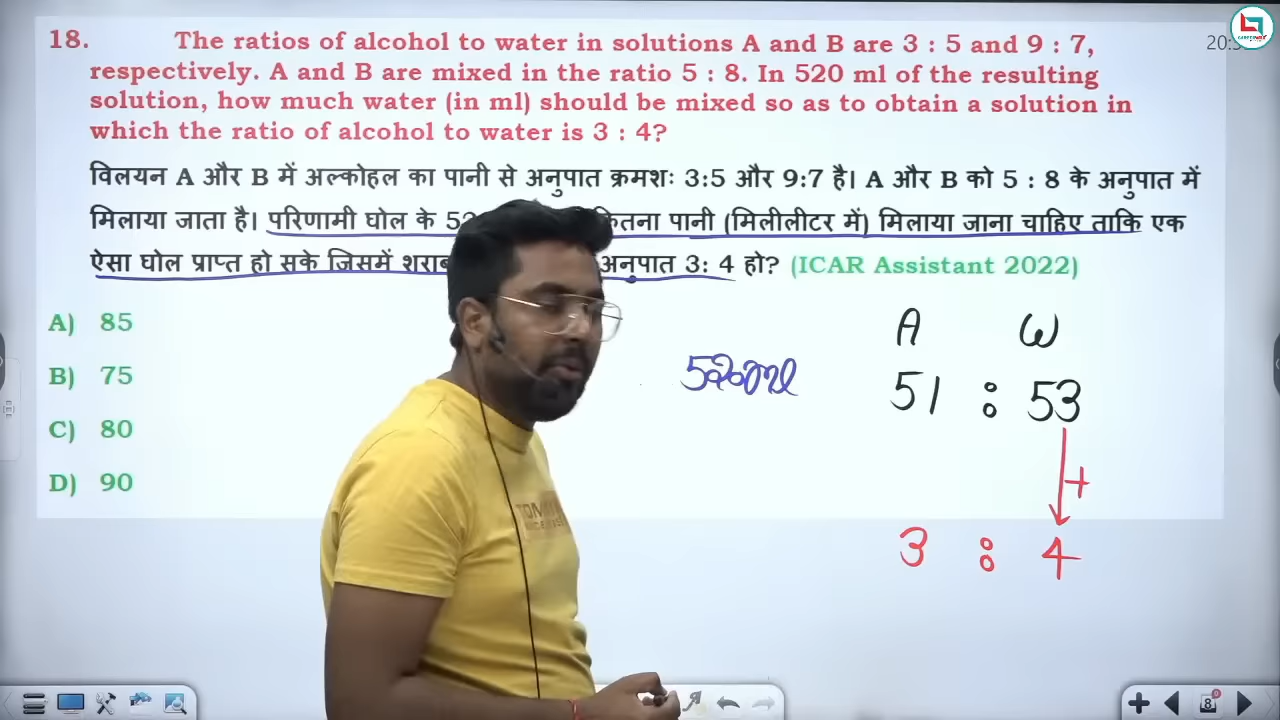 18. The ratios of alcohol to water in solutions A and B are 3 : 5 and 9 : 7,
respectively. A and B are mixed in the ratio 5 : 8. In 520 ml of the resulting
solution, how much water (in ml) should be mixed so as to obtain a solution in
which the ratio of alcohol to water is 3 : 4?
विलयन A और B में अल्कोहल का पानी से अनुपात क्रमशः 3:5 और 9:7 है। A और B को 5 : 8 के अनुपात में
मिलाया जाता है। परिणामी घोल के पानी (मिलीलीटर में) मिलाया जाना चाहिए ताकि एक
ऐसा घोल प्राप्त हो सके जिसमें अनुपात 3: 4 हो? (ICAR Assistant 2022)
A) 85
B) 75
C) 80
D) 90
A W
520ml
51 : 53
+
3 : 4